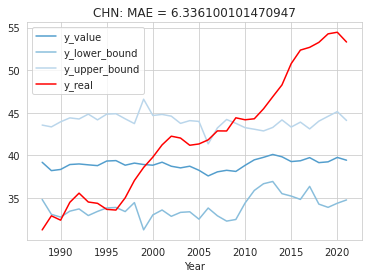 CHN: MAE = 6.336100101470947
y_value
y_lower_bound
y_upper_bound
y_real
55
50
45
40
35
1990 1995 2000 2005 2010 2015 2020
Year